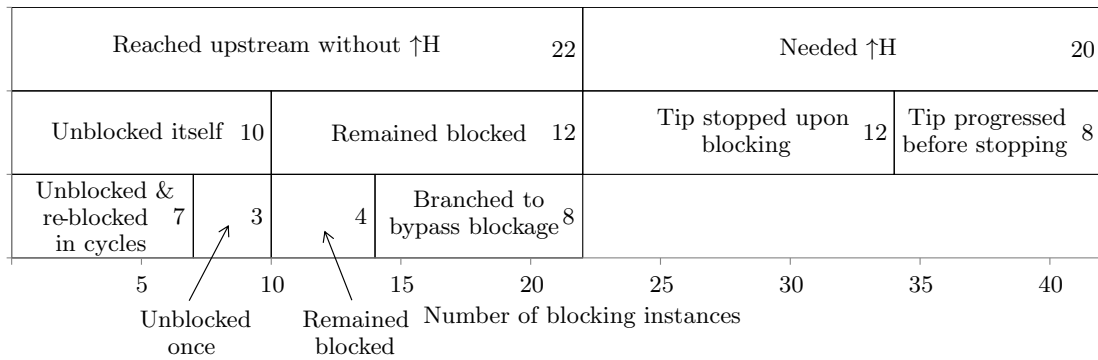 Reached upstream without ↑H 22
Needed ↑H 20
Unblocked itself 10
Remained blocked 12
Tip stopped upon
blocking 12
Tip progressed
before stopping 8
Unblocked &
re-blocked 7
in cycles
3
4
Branched to
bypass blockage 8
5 10 15 20 25 30 35 40
Unblocked
once
Remained
blocked
Number of blocking instances